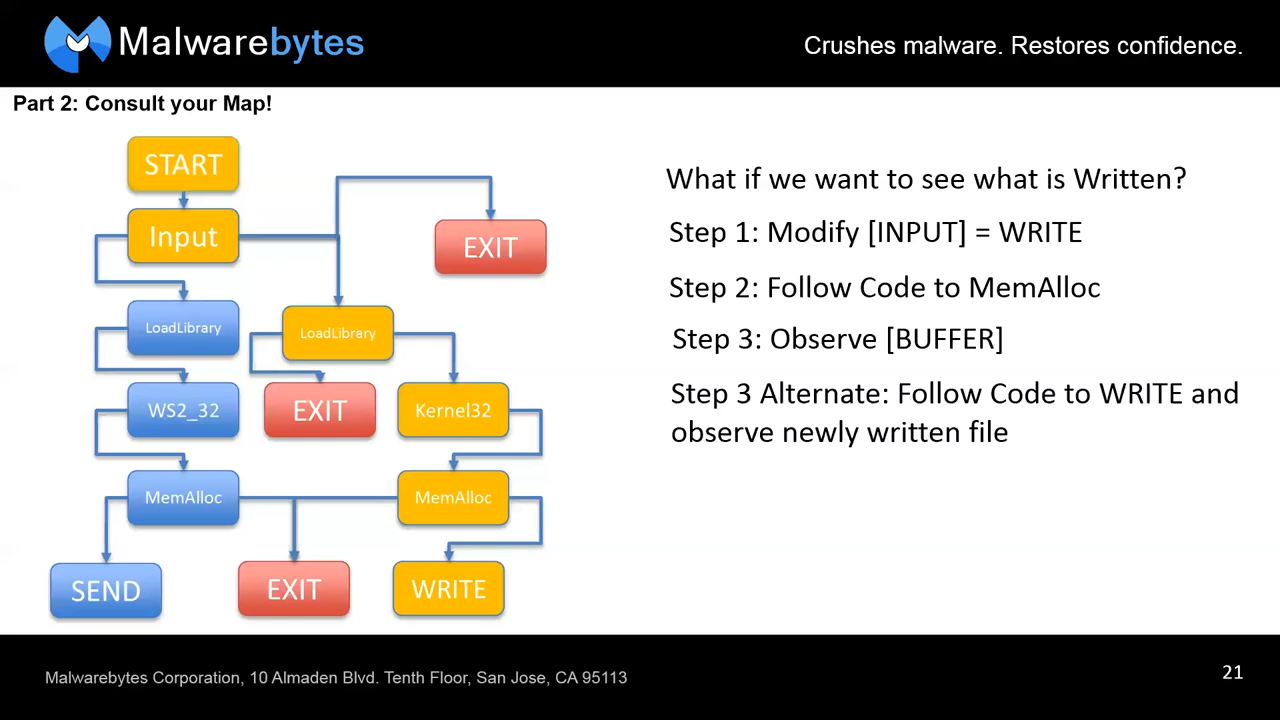 Malwarebytes
Crushes malware. Restores confidence.
Part 2: Consult your Map!
START
Input
EXIT
LoadLibrary
LoadLibrary
WS2_32
EXIT
Kernel32
MemAlloc
MemAlloc
SEND
EXIT
WRITE
What if we want to see what is Written?
Step 1: Modify [INPUT] = WRITE
Step 2: Follow Code to MemAlloc
Step 3: Observe [BUFFER]
Step 3 Alternate: Follow Code to WRITE and
observe newly written file
Malwarebytes Corporation, 10 Almaden Blvd. Tenth Floor, San Jose, CA 95113
21